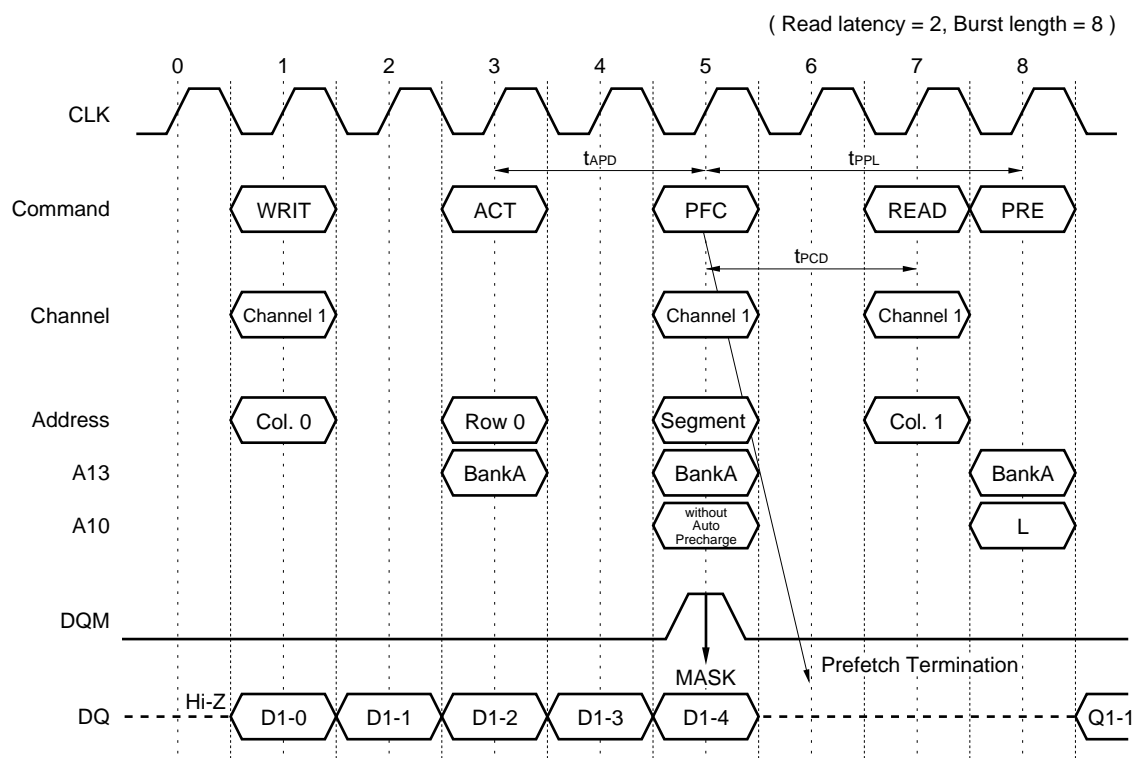 ( Read latency = 2, Burst length = 8 )
0 1 2 3 4 5 6 7 8
CLK
tAPD tPPL
Command WRIT ACT PFC READ PRE
tPCD
Channel Channel 1 Channel 1 Channel 1
Address Col. 0 Row 0 Segment Col. 1
A13 BankA BankA BankA
A10 without Auto Precharge L
DQM
MASK Prefetch Termination
Hi-Z
DQ D1-0 D1-1 D1-2 D1-3 D1-4 Q1-1